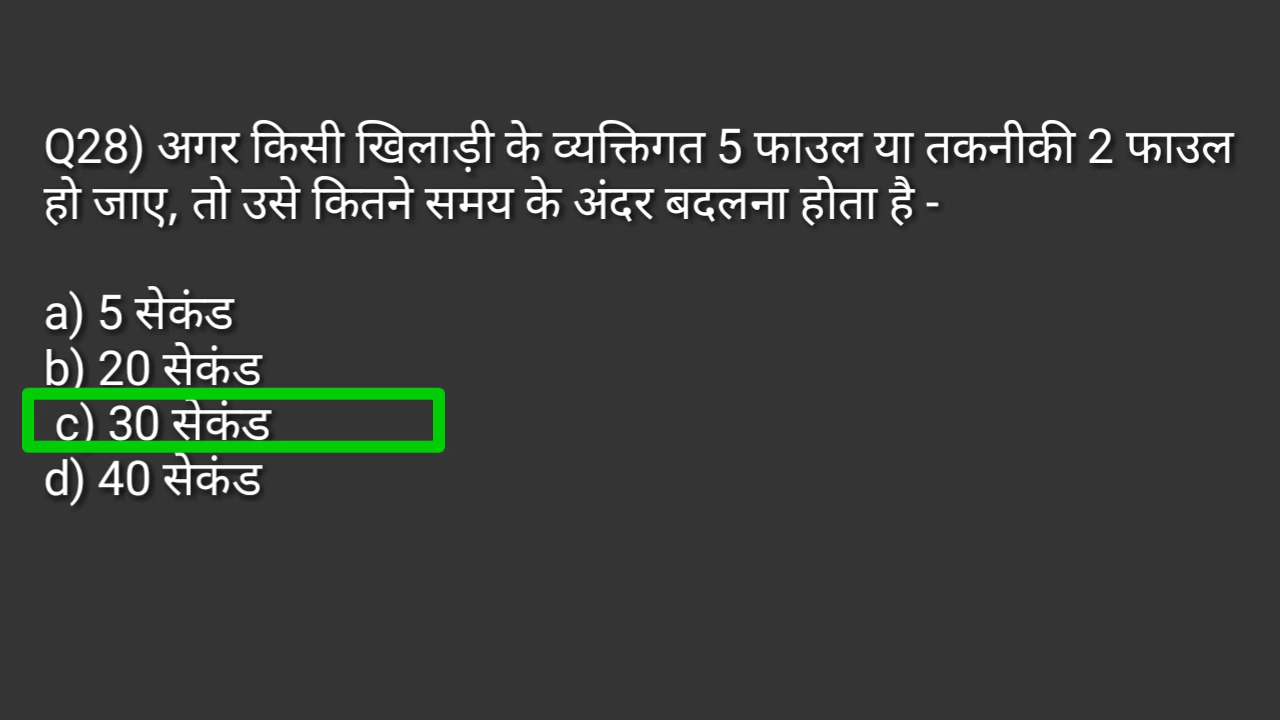 Q28) अगर किसी खिलाड़ी के व्यक्तिगत 5 फाउल या तकनीकी 2 फाउल
हो जाए, तो उसे कितने समय के अंदर बदलना होता है -
a) 5 सेकंड
b) 20 सेकंड
c) 30 सेकंड
d) 40 सेकंड